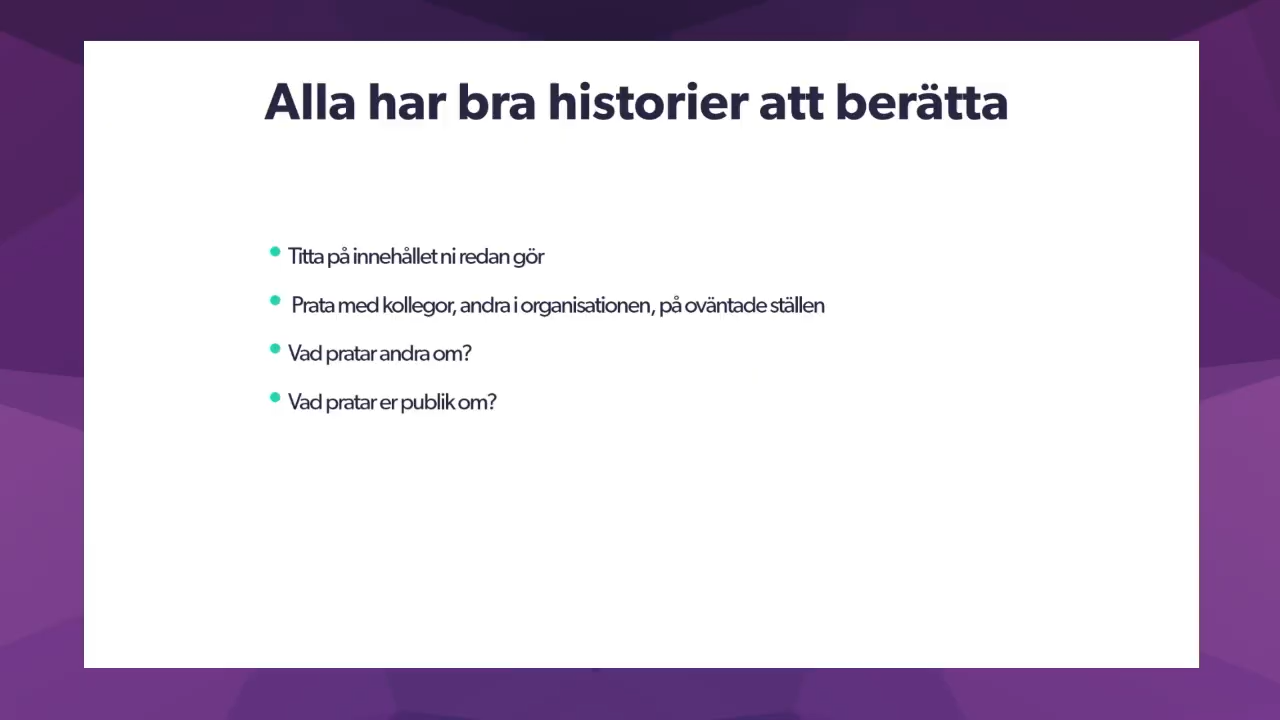 Alla har bra historier att berätta
• Titta på innehållet ni redan gör
• Prata med kollegor, andra i organisationen, på oväntade ställen
• Vad pratar andra om?
• Vad pratar er publik om?